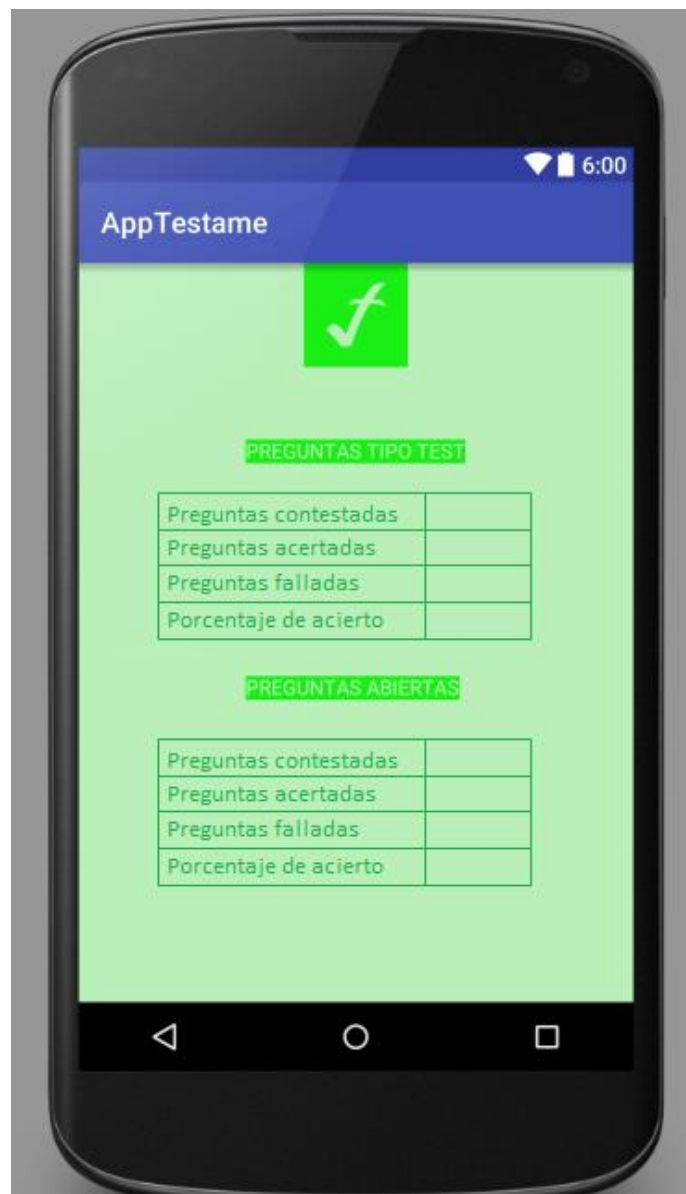 6:00
AppTestame
PREGUNTAS TIPO TEST
Preguntas contestadas
Preguntas acertadas
Preguntas falladas
Porcentaje de acierto
PREGUNTAS ABIERTAS
Preguntas contestadas
Preguntas acertadas
Preguntas falladas
Porcentaje de acierto